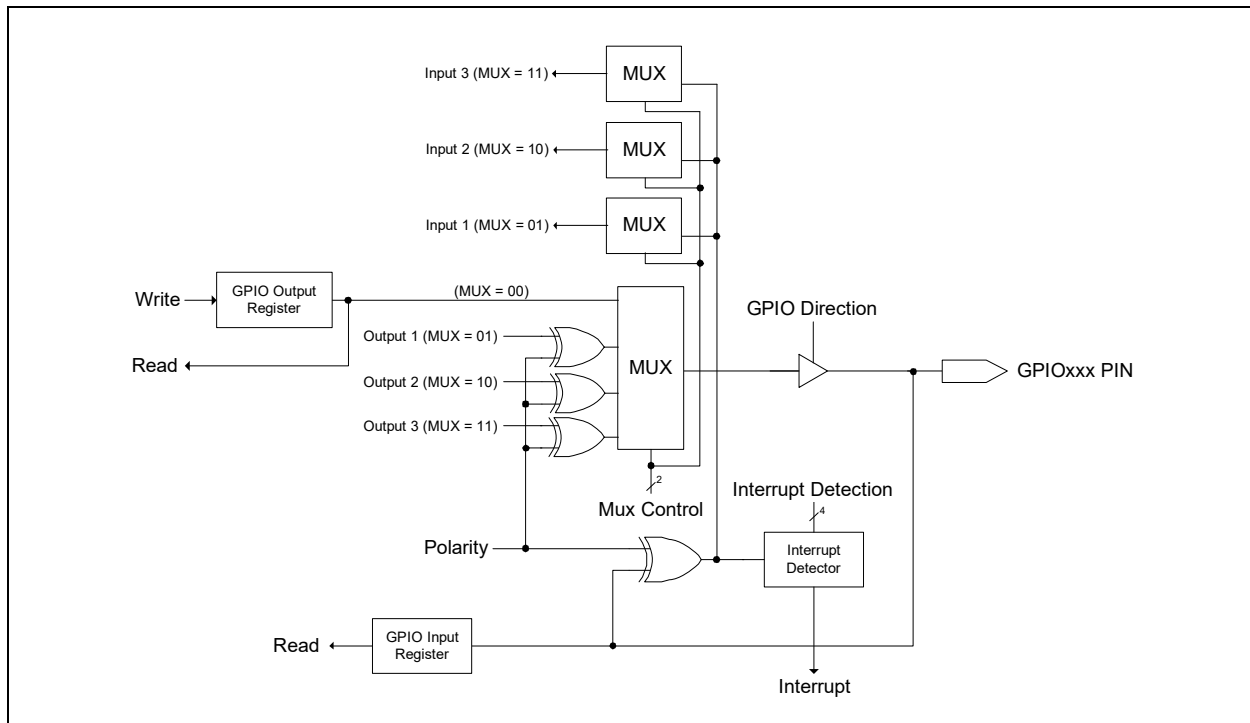 Input 3 (MUX = 11)
MUX
Input 2 (MUX = 10)
MUX
Input 1 (MUX = 01)
MUX
Write
GPIO Output
Register
(MUX = 00)
GPIO Direction
Read
Output 1 (MUX = 01)
Output 2 (MUX = 10)
Output 3 (MUX = 11)
MUX
GPIOxxx PIN
2
Mux Control
Interrupt Detection
4
Polarity
Interrupt
Detector
Read
GPIO Input
Register
Interrupt